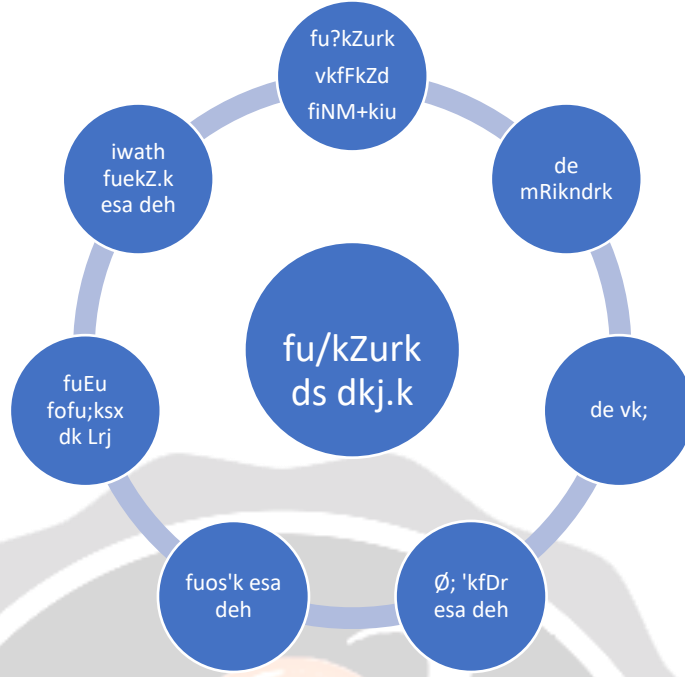 fu?kZurk
vkfFkZd
fiNM+kiu
de
mRikndrk
de vk;
Ø; 'kfDr
esa deh
fuos'k esa
deh
fuEu
fofu;ksx
dk Lrj
iwath
fuekZ.k
esa deh
fu/kZurk
ds dkj.k